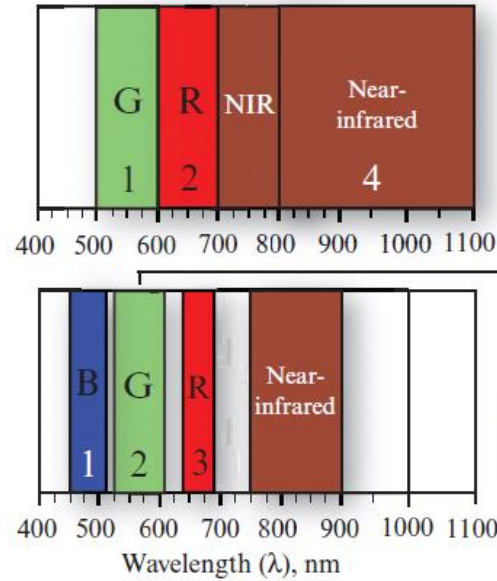 G R NIR Near-
infrared
1 2 4
400 500 600 700 800 900 1000 1100
B G R Near-
infrared
1 2 3
400 500 600 700 800 900 1000 1100
Wavelength (λ), nm